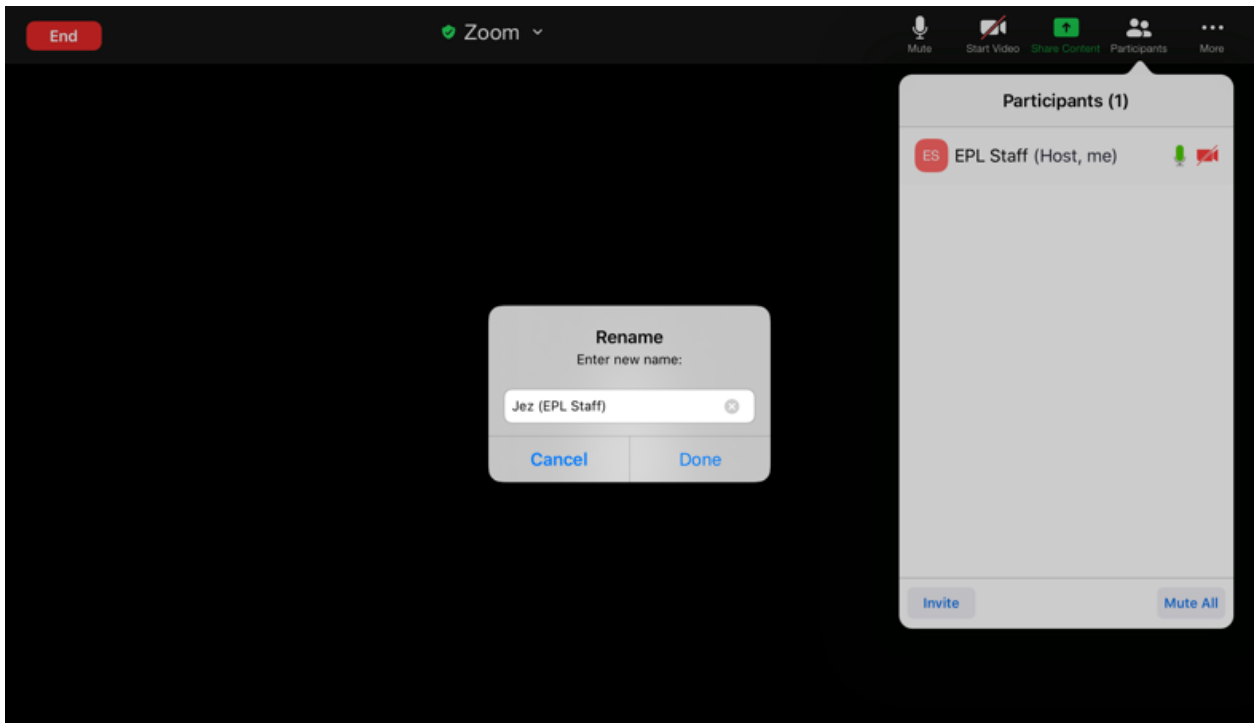 End
Zoom
Mute
Start Video
Share Content
Participants
More
Participants (1)
ES
EPL Staff (Host, me)
Rename
Enter new name:
Jez (EPL Staff)
Cancel
Done
Invite
Mute All